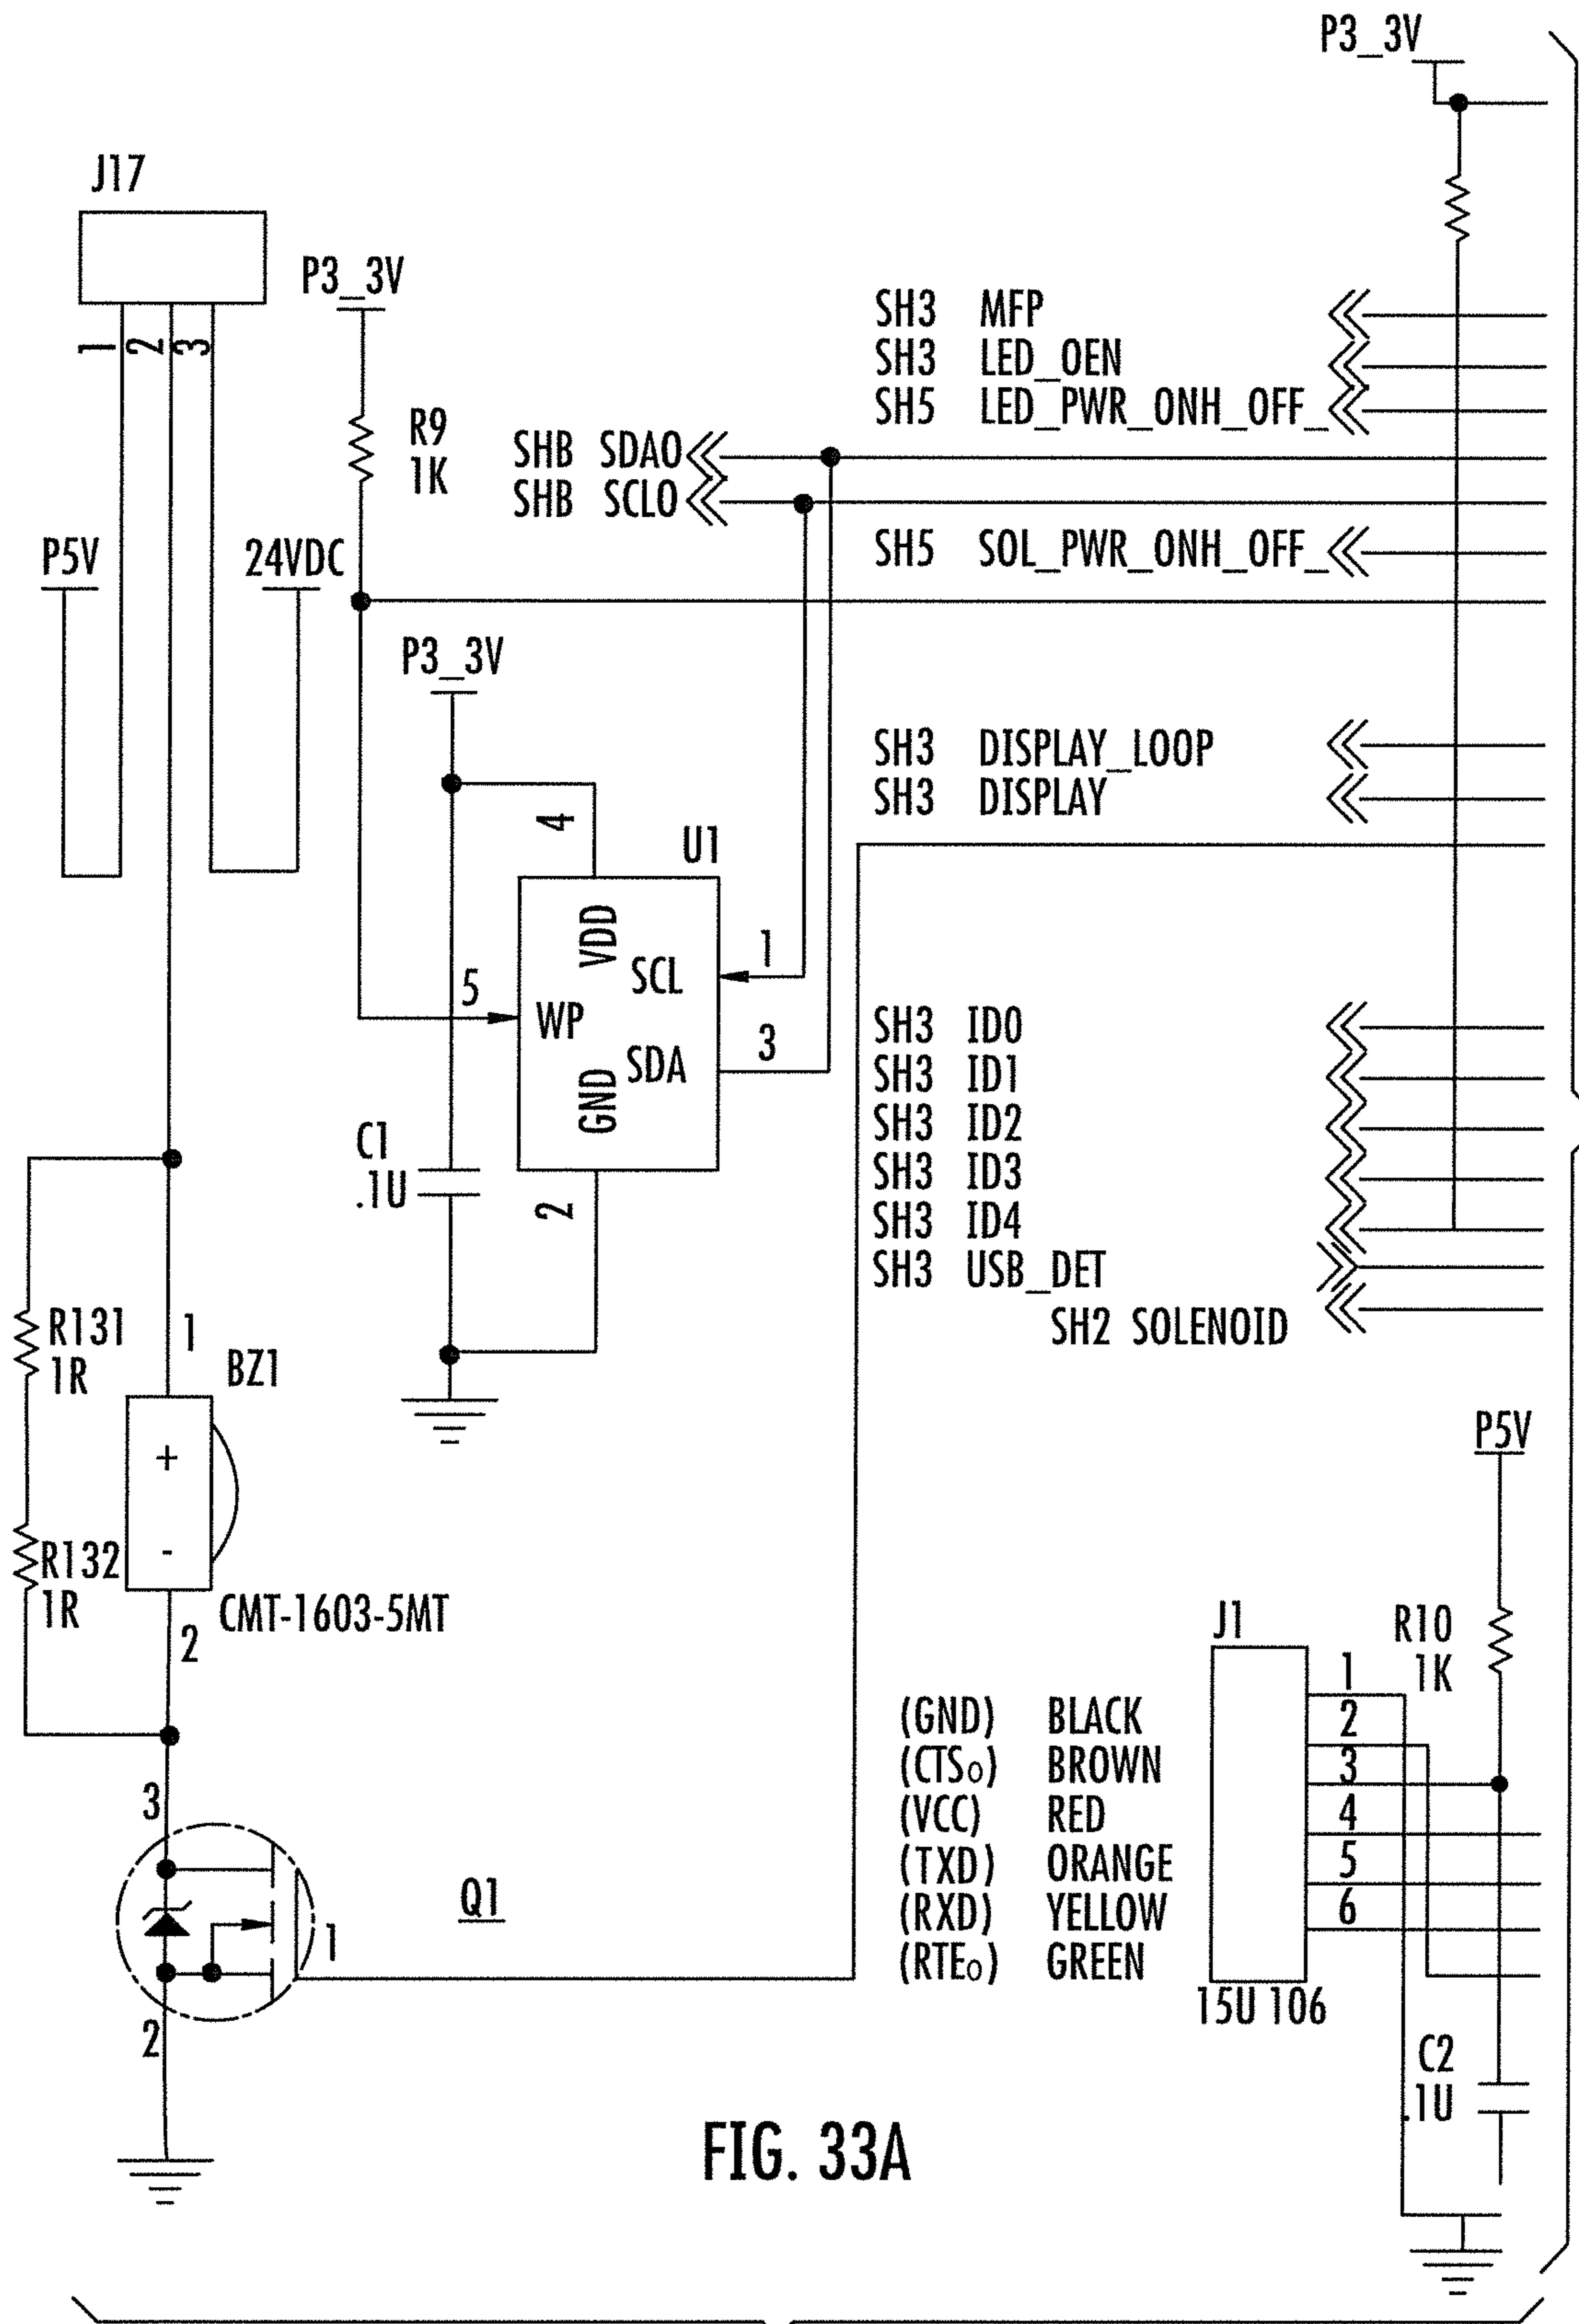 P3_3V
J17
P3_3V
1
2
3
SH3 MFP
SH3 LED_OEN
SH5 LED_PWR_ONH_OFF_
R9
1K
SHB SDAO
SHB SCLO
SH5 SOL_PWR_ONH_OFF_
P5V
24VDC
P3_3V
SH3 DISPLAY_LOOP
SH3 DISPLAY
4
U1
VDD
SCL
1
5
WP
SDA
3
GND
2
C1
.1U
SH3 ID0
SH3 ID1
SH3 ID2
SH3 ID3
SH3 ID4
SH3 USB_DET
SH2 SOLENOID
R131
1R
1
BZ1
+
-
R132
1R
CMT-1603-5MT
2
P5V
R10
1K
J1
1
2
3
4
5
6
(GND) BLACK
(CTSo) BROWN
(VCC) RED
(TXD) ORANGE
(RXD) YELLOW
(RTEo) GREEN
15U 106
3
Q1
1
2
C2
.1U
FIG. 33A